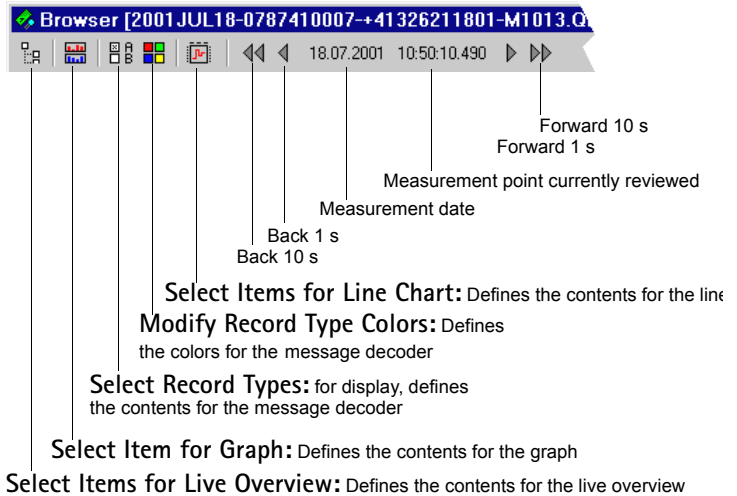 Browser [2001JUL18-0787410007-+41326211801-M1013.Q
A
B
18.07.2001 10:50:10.490
Forward 10 s
Forward 1 s
Measurement point currently reviewed
Measurement date
Back 1 s
Back 10 s
Select Items for Line Chart: Defines the contents for the line
Modify Record Type Colors: Defines
the colors for the message decoder
Select Record Types: for display, defines
the contents for the message decoder
Select Item for Graph: Defines the contents for the graph
Select Items for Live Overview: Defines the contents for the live overview